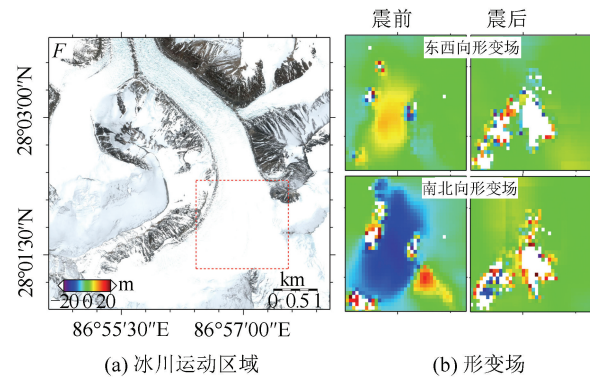 震前
震后
F
东西向形变场
28°03′00″N
南北向形变场
28°01′30″N
m
20 0 20
km
0 0.5 1
86°55′30″E
86°57′00″E
(a) 冰川运动区域
(b) 形变场